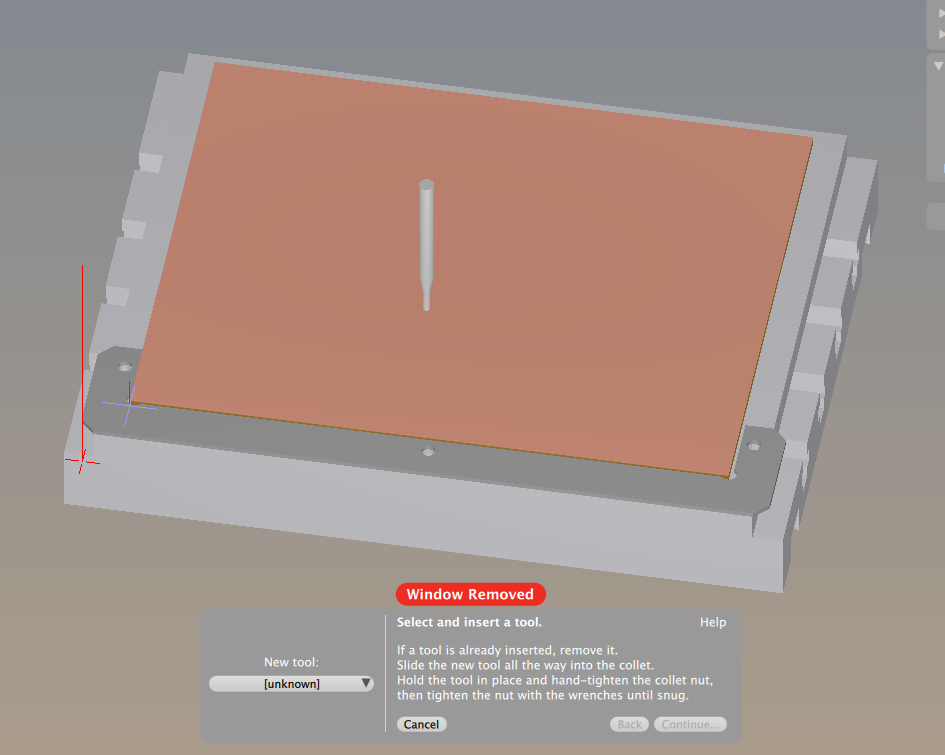 Window Removed
Select and insert a tool.
Help
If a tool is already inserted, remove it.
Slide the new tool all the way into the collet.
Hold the tool in place and hand-tighten the collet nut,
then tighten the nut with the wrenches until snug.
New tool:
[unknown]
Cancel
Back
Continue...